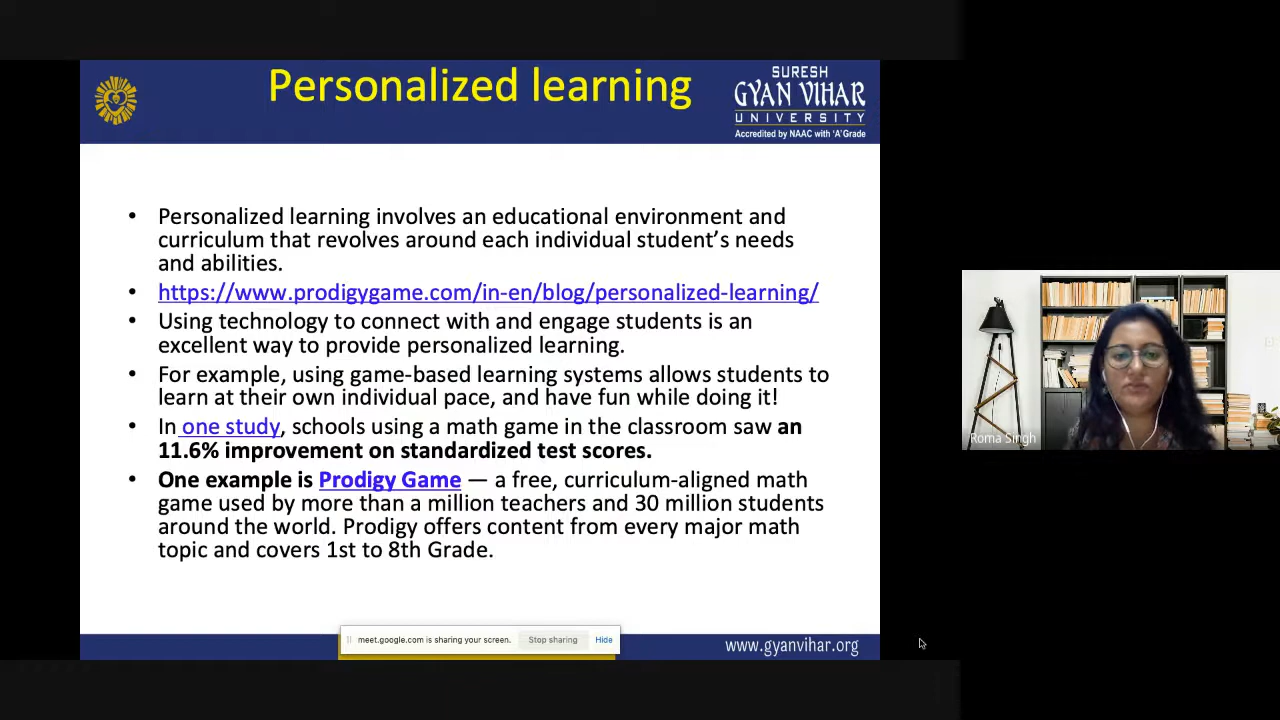 Personalized learning
SURESH
GYAN VIHAR
UNIVERSITY
Accredited by NAAC with 'A'Grade
• Personalized learning involves an educational environment and
curriculum that revolves around each individual student’s needs
and abilities.
• https://www.prodigygame.com/in-en/blog/personalized-learning/
• Using technology to connect with and engage students is an
excellent way to provide personalized learning.
• For example, using game-based learning systems allows students to
learn at their own individual pace, and have fun while doing it!
• In one study, schools using a math game in the classroom saw an
11.6% improvement on standardized test scores.
• One example is Prodigy Game — a free, curriculum-aligned math
game used by more than a million teachers and 30 million students
around the world. Prodigy offers content from every major math
topic and covers 1st to 8th Grade.
Roma Singh
meet.google.com is sharing your screen. Stop sharing Hide
www.gyanvihar.org